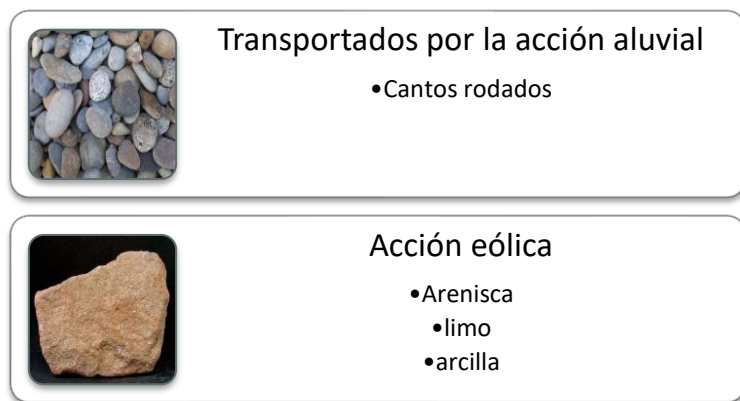 Transportados por la acción aluvial
•Cantos rodados
Acción eólica
•Arenisca
•limo
•arcilla